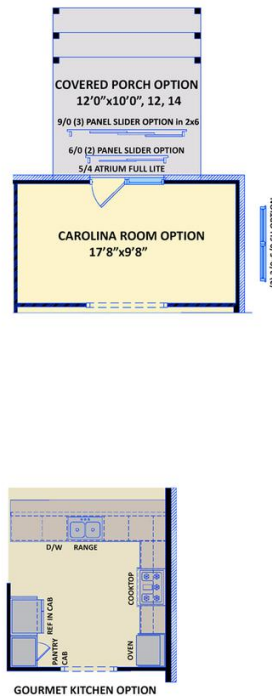 COVERED PORCH OPTION
12'0"x10'0", 12, 14
9/0 (3) PANEL SLIDER OPTION in 2x6
6/0 (2) PANEL SLIDER OPTION
5/4 ATRIUM FULL LITE
CAROLINA ROOM OPTION
17'8"x9'8"
D/W RANGE
COOKTOP
REF IN CAB
PANTRY
CAB
OVEN
GOURMET KITCHEN OPTION